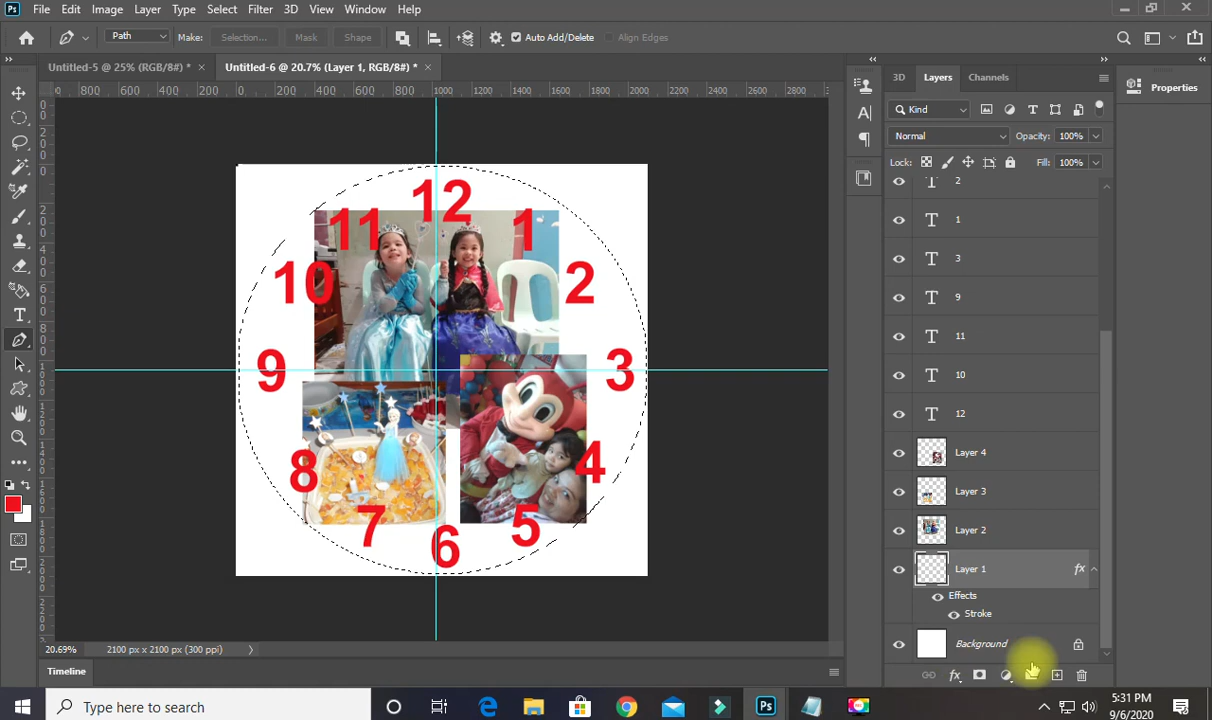 Ps File Edit Image Layer Type Select Filter 3D View Window Help
Path Make: Selection... Mask Shape Auto Add/Delete Align Edges
Untitled-5 @ 25% (RGB/8#) * × Untitled-6 @ 20.7% (Layer 1, RGB/8#) * ×
0 800 600 400 200 0 200 400 600 800 1000 1200 1400 1600 1800 2000 2200 2400 2600 2800
3D Layers Channels
Properties
Kind
Normal Opacity: 100%
Lock: Fill: 100%
T 2
T 1
T 3
T 9
T 11
T 10
T 12
Layer 4
Layer 3
Layer 2
Layer 1 fx
Effects
Stroke
Background
12
11 1
10 2
9 3
8 4
7 5
6
20.69% 2100 px x 2100 px (300 ppi)
Timeline
fx
Type here to search
Ps
5:31 PM
9/6/2020